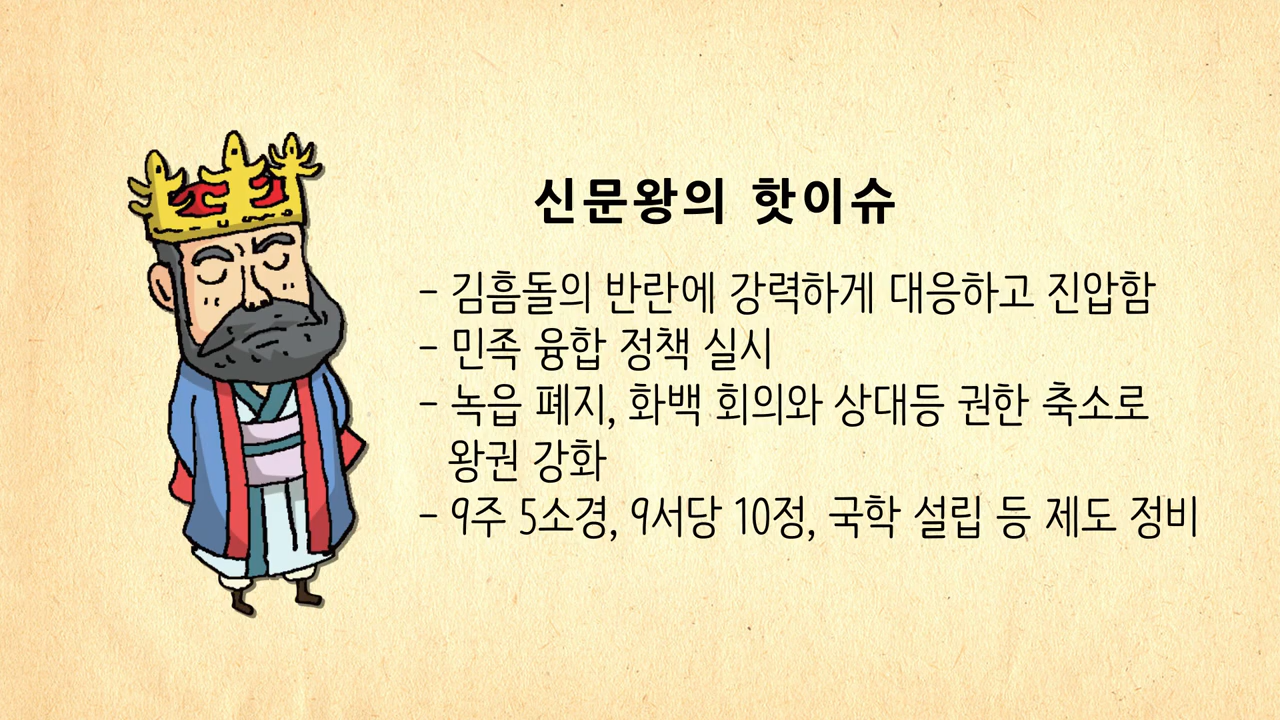 신문왕의 핫이슈
- 김흠돌의 반란에 강력하게 대응하고 진압함
- 민족 융합 정책 실시
- 녹읍 폐지, 화백 회의와 상대등 권한 축소로
왕권 강화
- 9주 5소경, 9서당 10정, 국학 설립 등 제도 정비